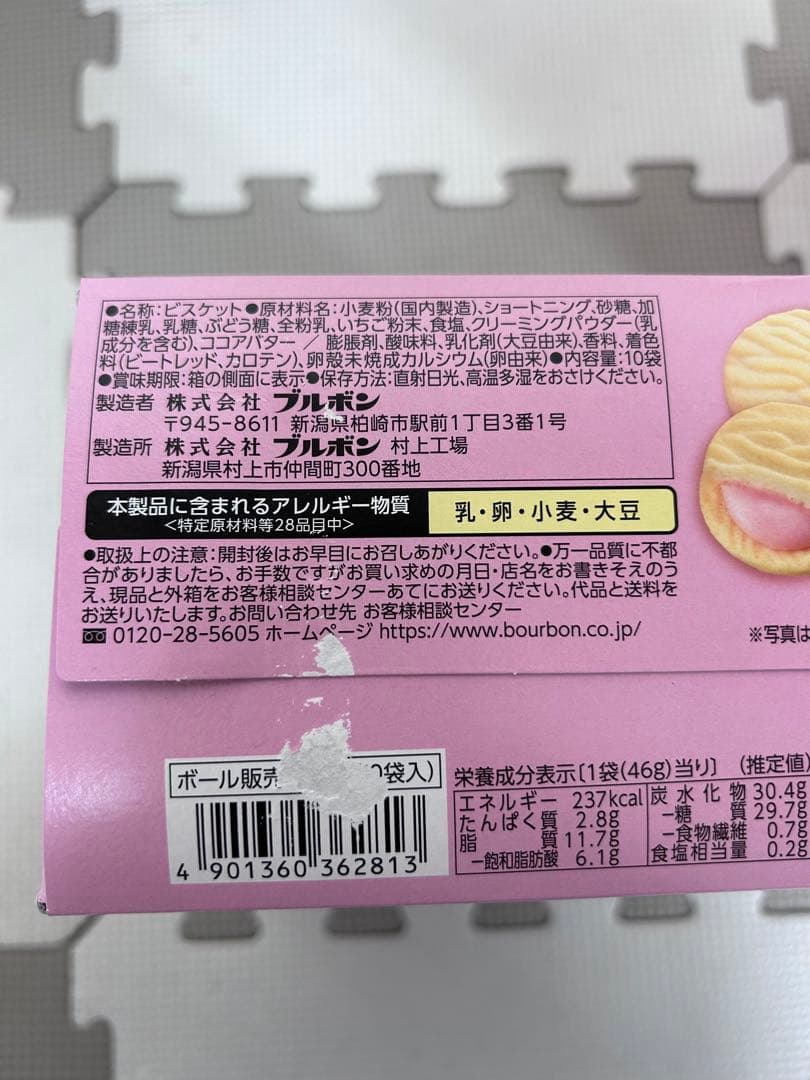 ●名称:ビスケット●原材料名:小麦粉(国内製造)、ショートニング、砂糖、加
糖練乳、乳糖、ぶどう糖、全粉乳、いちご粉末、食塩、クリーミングパウダー(乳
成分を含む)、ココアバター ／ 膨脹剤、酸味料、乳化剤(大豆由来)、香料、着色
料(ビートレッド、カロテン)、卵殻未焼成カルシウム(卵由来)●内容量:10袋
●賞味期限:箱の側面に表示●保存方法:直射日光、高温多湿をおさけください。
製造者 株式会社 ブルボン
〒945-8611 新潟県柏崎市駅前1丁目3番1号
製造所 株式会社 ブルボン 村上工場
新潟県村上市仲間町300番地
本製品に含まれるアレルギー物質
<特定原材料等28品目中>
乳・卵・小麦・大豆
●取扱上の注意:開封後はお早目にお召しあがりください。●万一品質に不都
合がありましたら、お手数ですがお買い求めの月日・店名をお書きそえのう
え、現品と外箱をお客様相談センターあてにお送りください。代品と送料を
お送りいたします。お問い合わせ先 お客様相談センター
0120-28-5605 ホームページ https://www.bourbon.co.jp/
※写真は
ボール販売 0袋入)
4 901360 362813
栄養成分表示〔1袋(46g)当り〕 (推定値)
エネルギー 237kcal
たんぱく質 2.8g
脂質 11.7g
−飽和脂肪酸 6.1g
炭水化物 30.4g
−糖質 29.7g
−食物繊維 0.7g
食塩相当量 0.2g